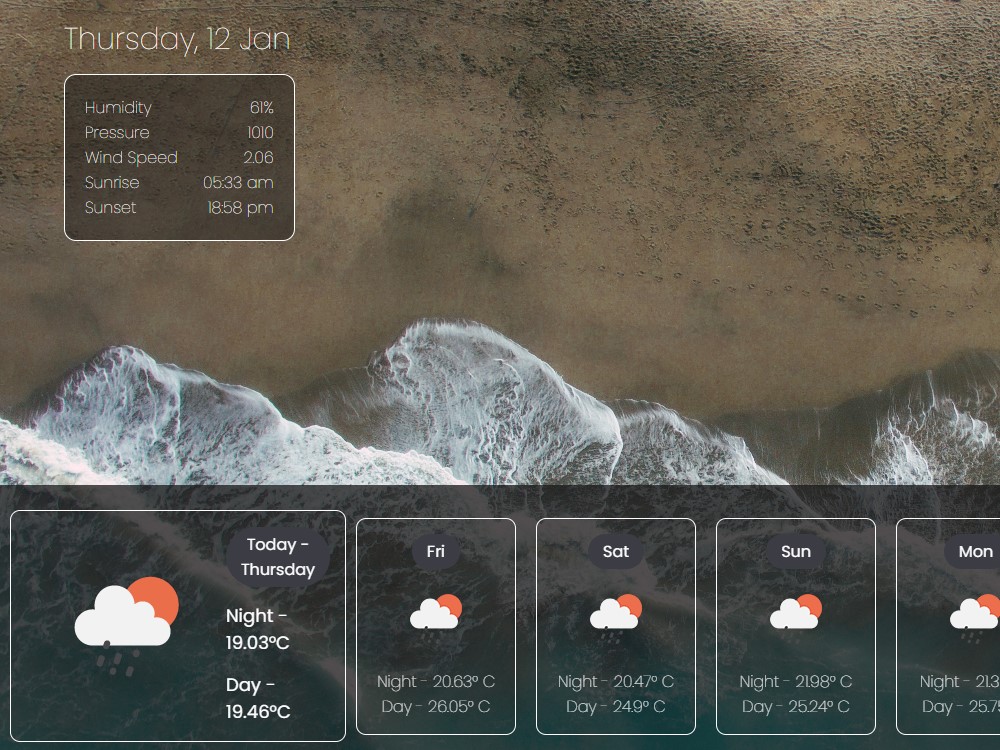 Thursday, 12 Jan
Humidity 61%
Pressure 1010
Wind Speed 2.06
Sunrise 05:33 am
Sunset 18:58 pm
Today -
Thursday
Night -
19.03°C
Day -
19.46°C
Fri
Night - 20.63° C
Day - 26.05° C
Sat
Night - 20.47° C
Day - 24.9° C
Sun
Night - 21.98° C
Day - 25.24° C
Mon
Night - 21.3
Day - 25.7